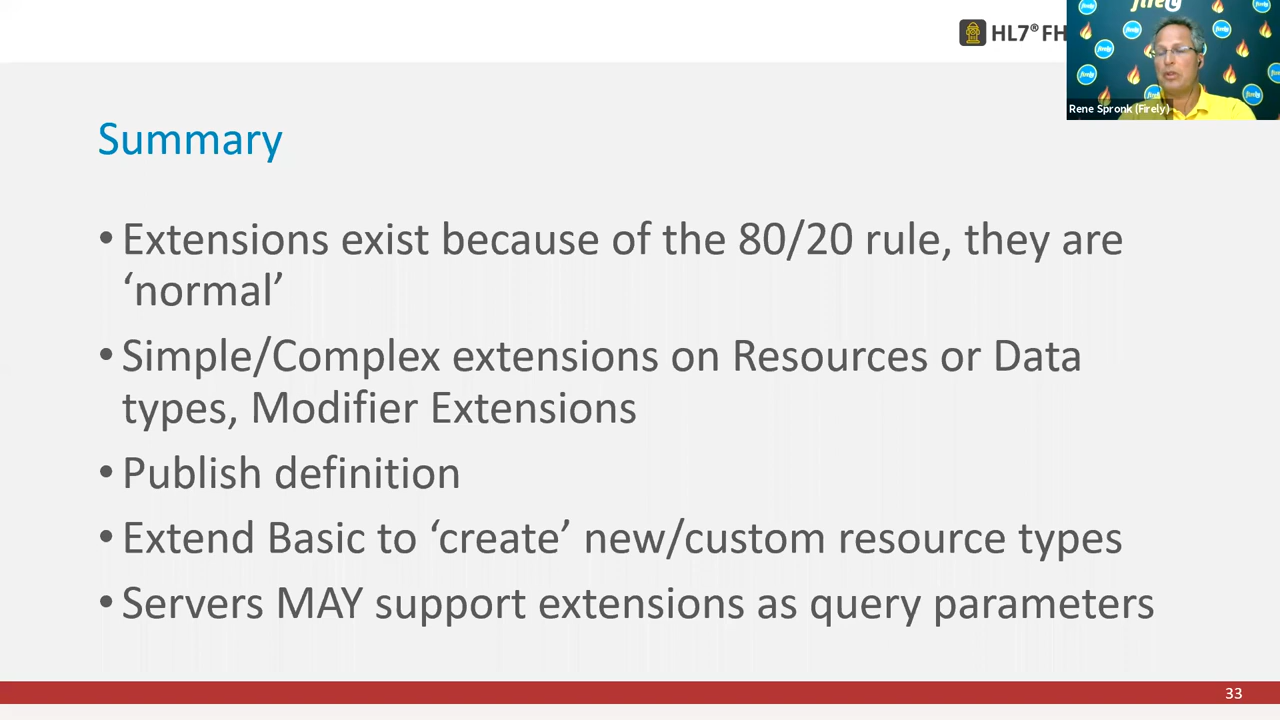 HL7® FH
firely
Rene Spronk (Firely)
Summary
• Extensions exist because of the 80/20 rule, they are
‘normal’
• Simple/Complex extensions on Resources or Data
types, Modifier Extensions
• Publish definition
• Extend Basic to ‘create’ new/custom resource types
• Servers MAY support extensions as query parameters
33